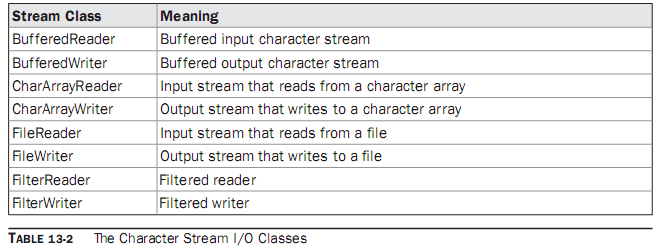 Stream Class Meaning
BufferedReader Buffered input character stream
BufferedWriter Buffered output character stream
CharArrayReader Input stream that reads from a character array
CharArrayWriter Output stream that writes to a character array
FileReader Input stream that reads from a file
FileWriter Output stream that writes to a file
FilterReader Filtered reader
FilterWriter Filtered writer
TABLE 13-2 The Character Stream I/O Classes